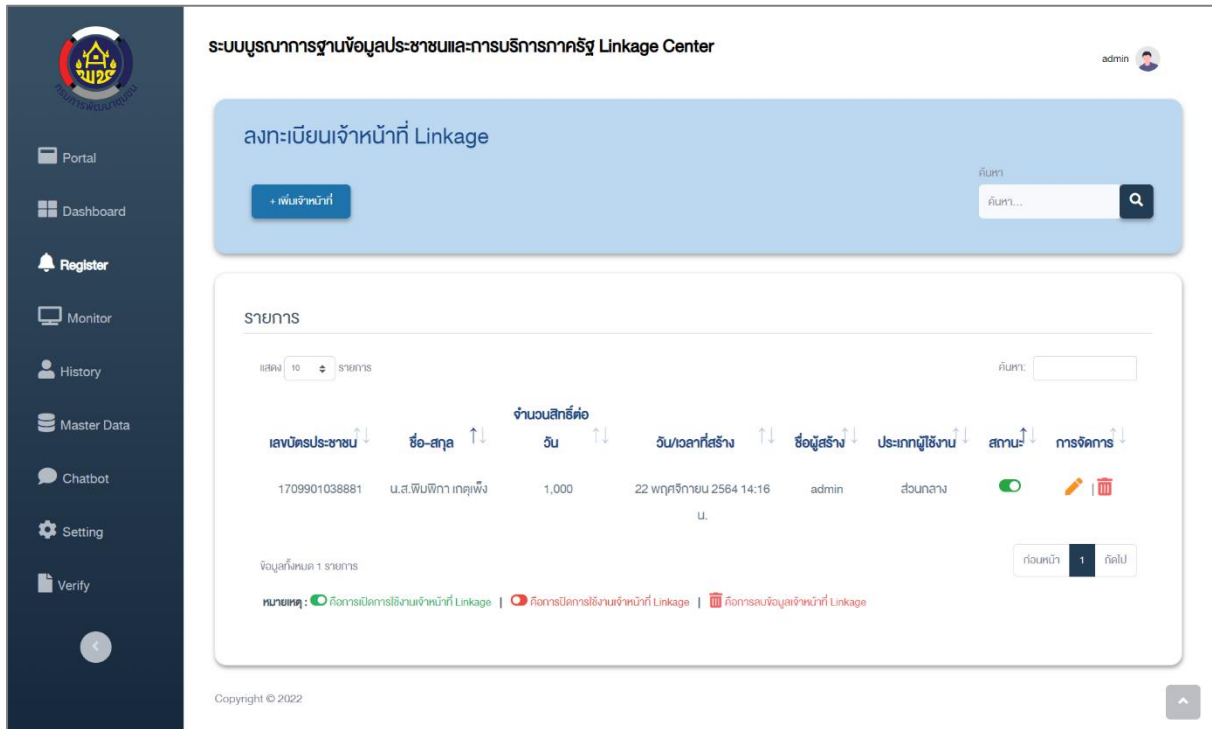 ระบบบูรณาการฐานข้อมูลประชาชนและการบริการภาครัฐ Linkage Center
admin
พช
กรมการพัฒนาชุมชน
Portal
Dashboard
Register
Monitor
History
Master Data
Chatbot
Setting
Verify
ลงทะเบียนเจ้าหน้าที่ Linkage
+ เพิ่มเจ้าหน้าที่
ค้นหา
ค้นหา...
รายการ
แสดง 10 รายการ
ค้นหา:
เลขบัตรประชาชน ชื่อ-สกุล จำนวนสิทธิ์ต่อวัน วัน/เวลาที่สร้าง ชื่อผู้สร้าง ประเภทผู้ใช้งาน สถานะ การจัดการ
1709901038881 น.ส.พิมพิกา เกตุเพ็ง 1,000 22 พฤศจิกายน 2564 14:16 น. admin ส่วนกลาง |
ข้อมูลทั้งหมด 1 รายการ
ก่อนหน้า 1 ถัดไป
หมายเหตุ : คือการเปิดการใช้งานเจ้าหน้าที่ Linkage | คือการปิดการใช้งานเจ้าหน้าที่ Linkage | คือการลบข้อมูลเจ้าหน้าที่ Linkage
Copyright © 2022